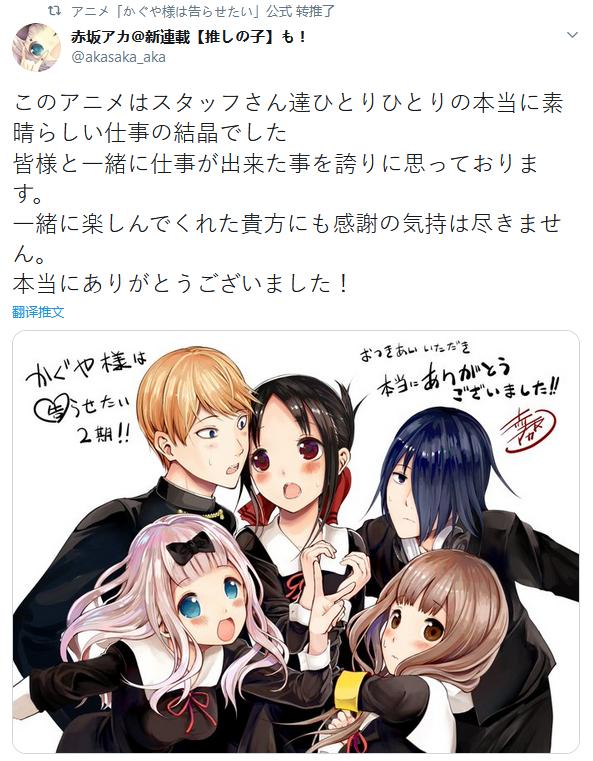 アニメ「かぐや様は告らせたい」公式 转推了
赤坂アカ@新連載【推しの子】も！
@akasaka_aka
このアニメはスタッフさん達ひとりひとりの本当に素
晴らしい仕事の結晶でした
皆様と一緒に仕事が出来た事を誇りに思っておりま
す。
一緒に楽しんでくれた貴方にも感謝の気持は尽きませ
ん。
本当にありがとうございました！
翻译推文
かぐや様は
告らせたい
2期!!
おつきあいいただき
本当にありがとう
ございました!!